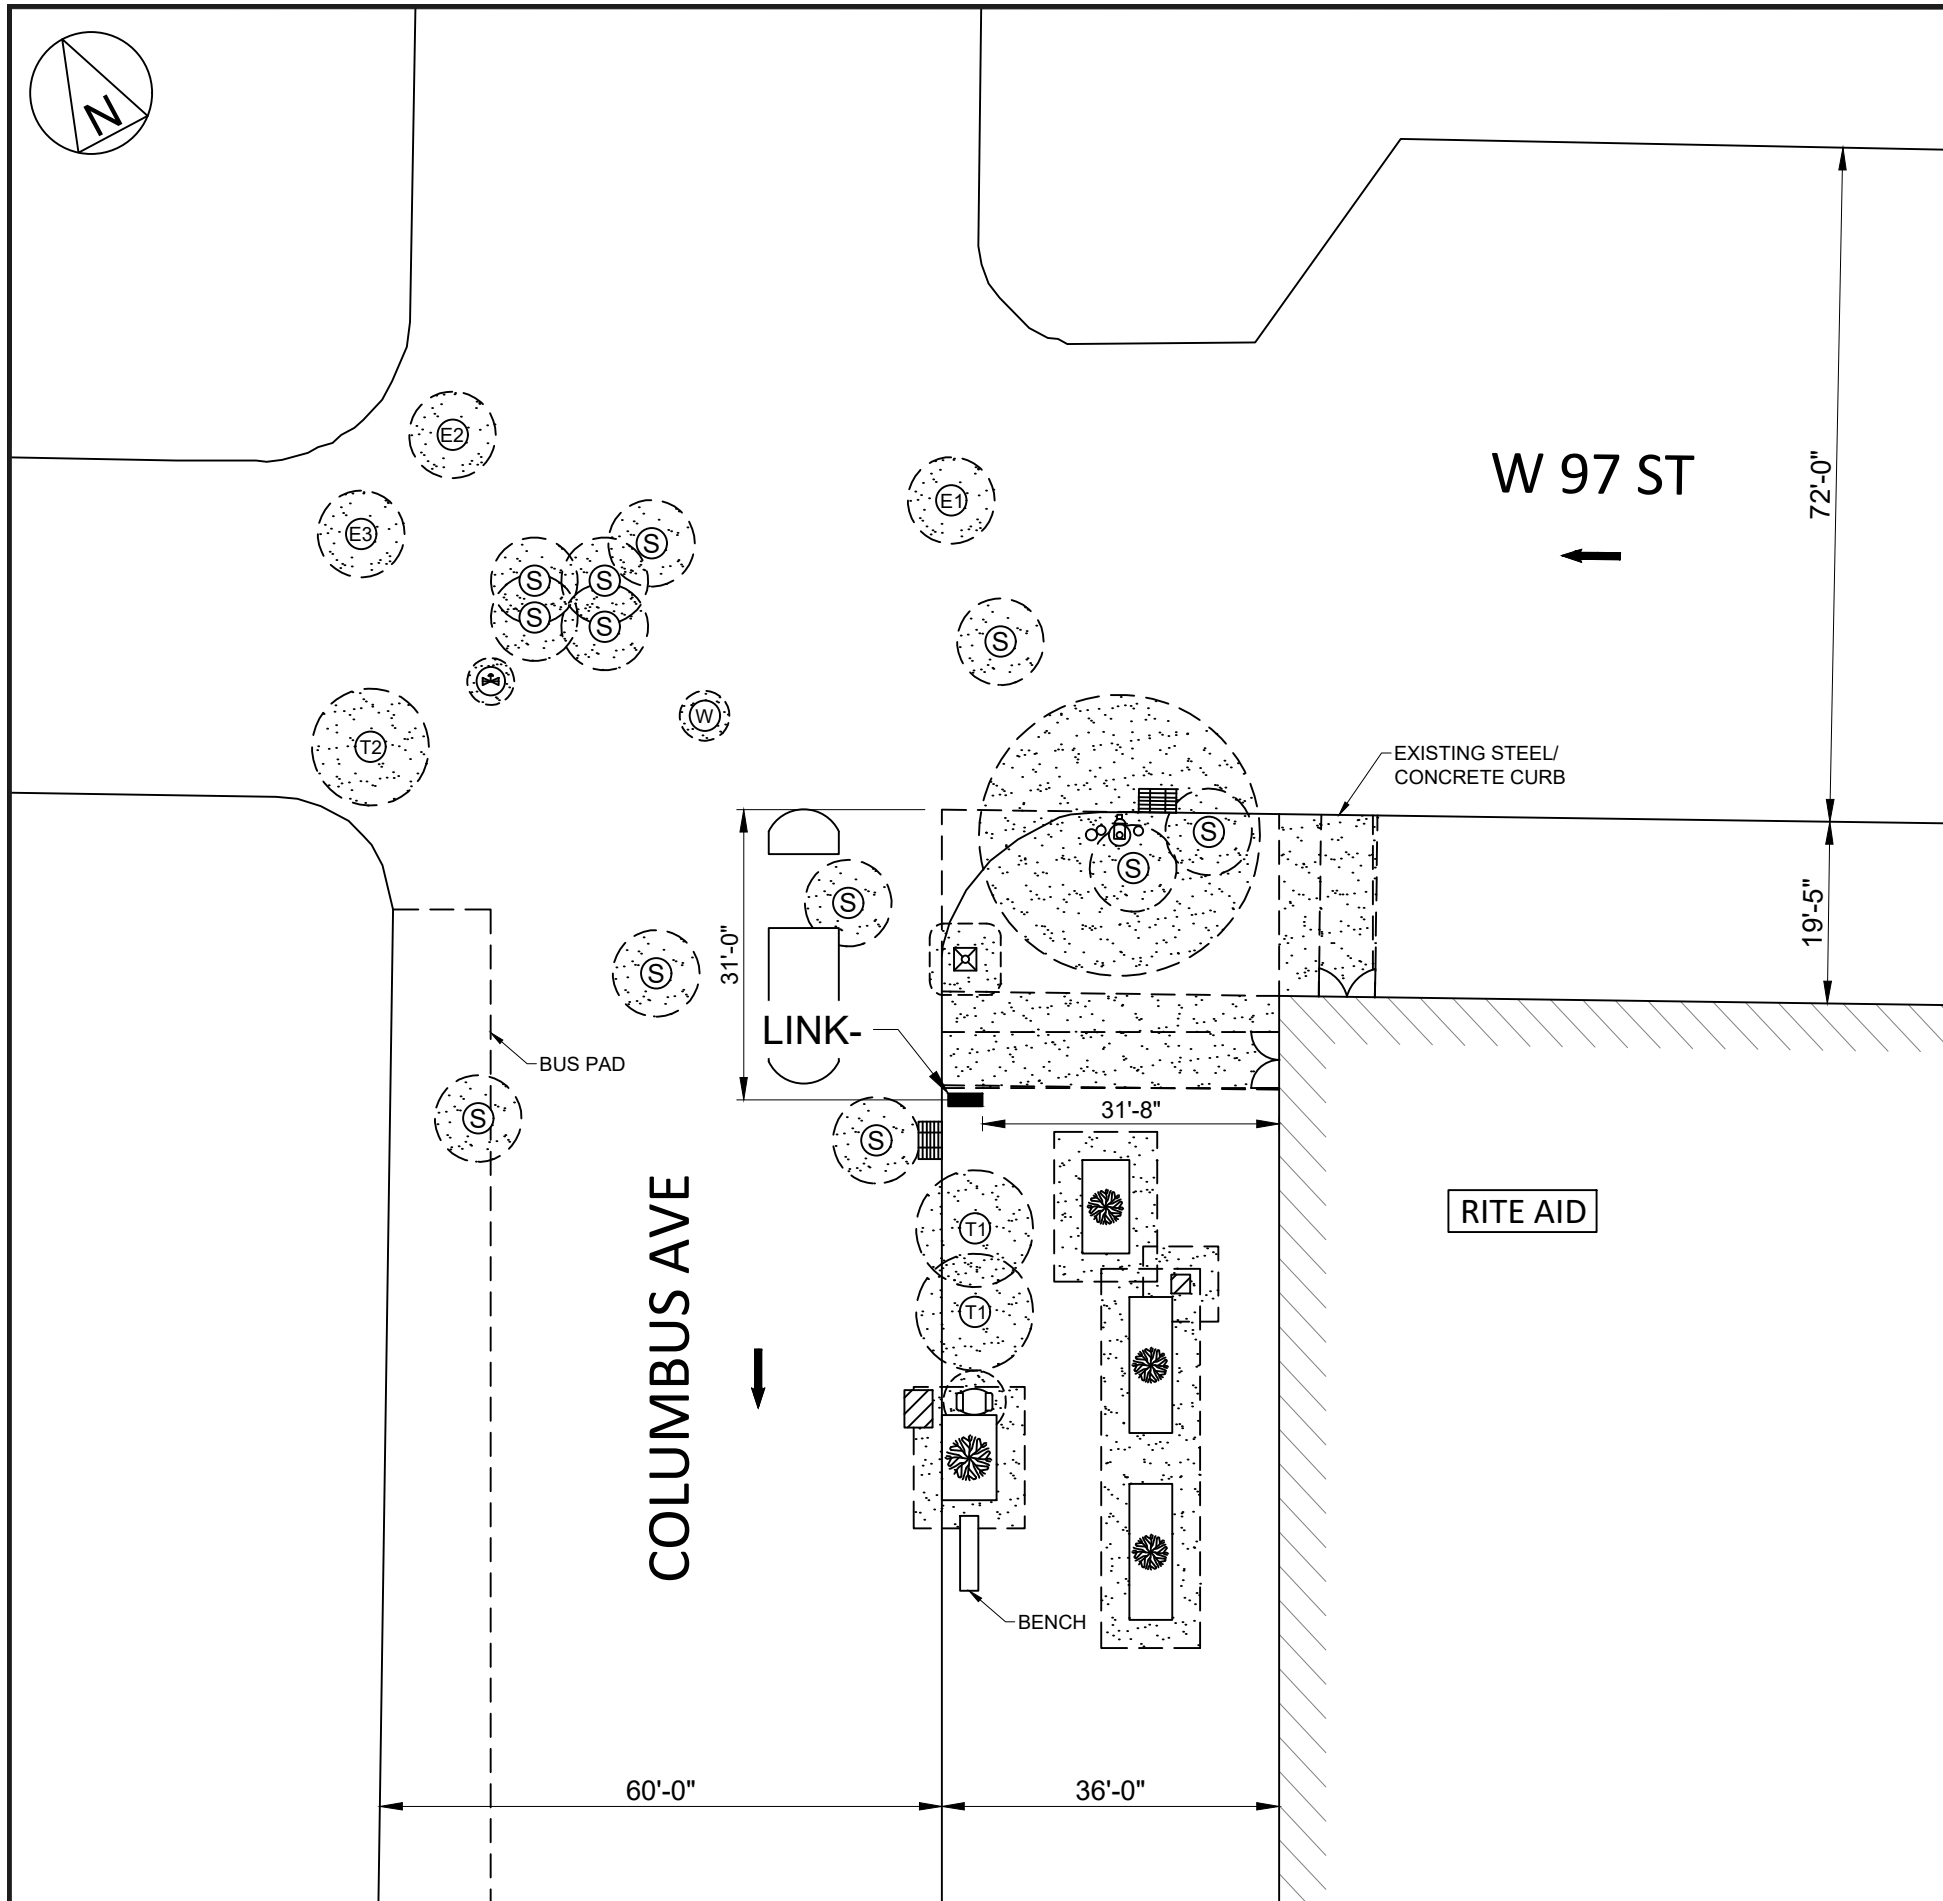 N
E2
E1
W 97 ST
72'-0"
E3
S
S
S
S
S
S
W
T2
EXISTING STEEL/
CONCRETE CURB
S
S
S
31'-0"
19'-5"
S
LINK-
BUS PAD
31'-8"
S
S
COLUMBUS AVE
RITE AID
T1
T1
BENCH
60'-0"
36'-0"